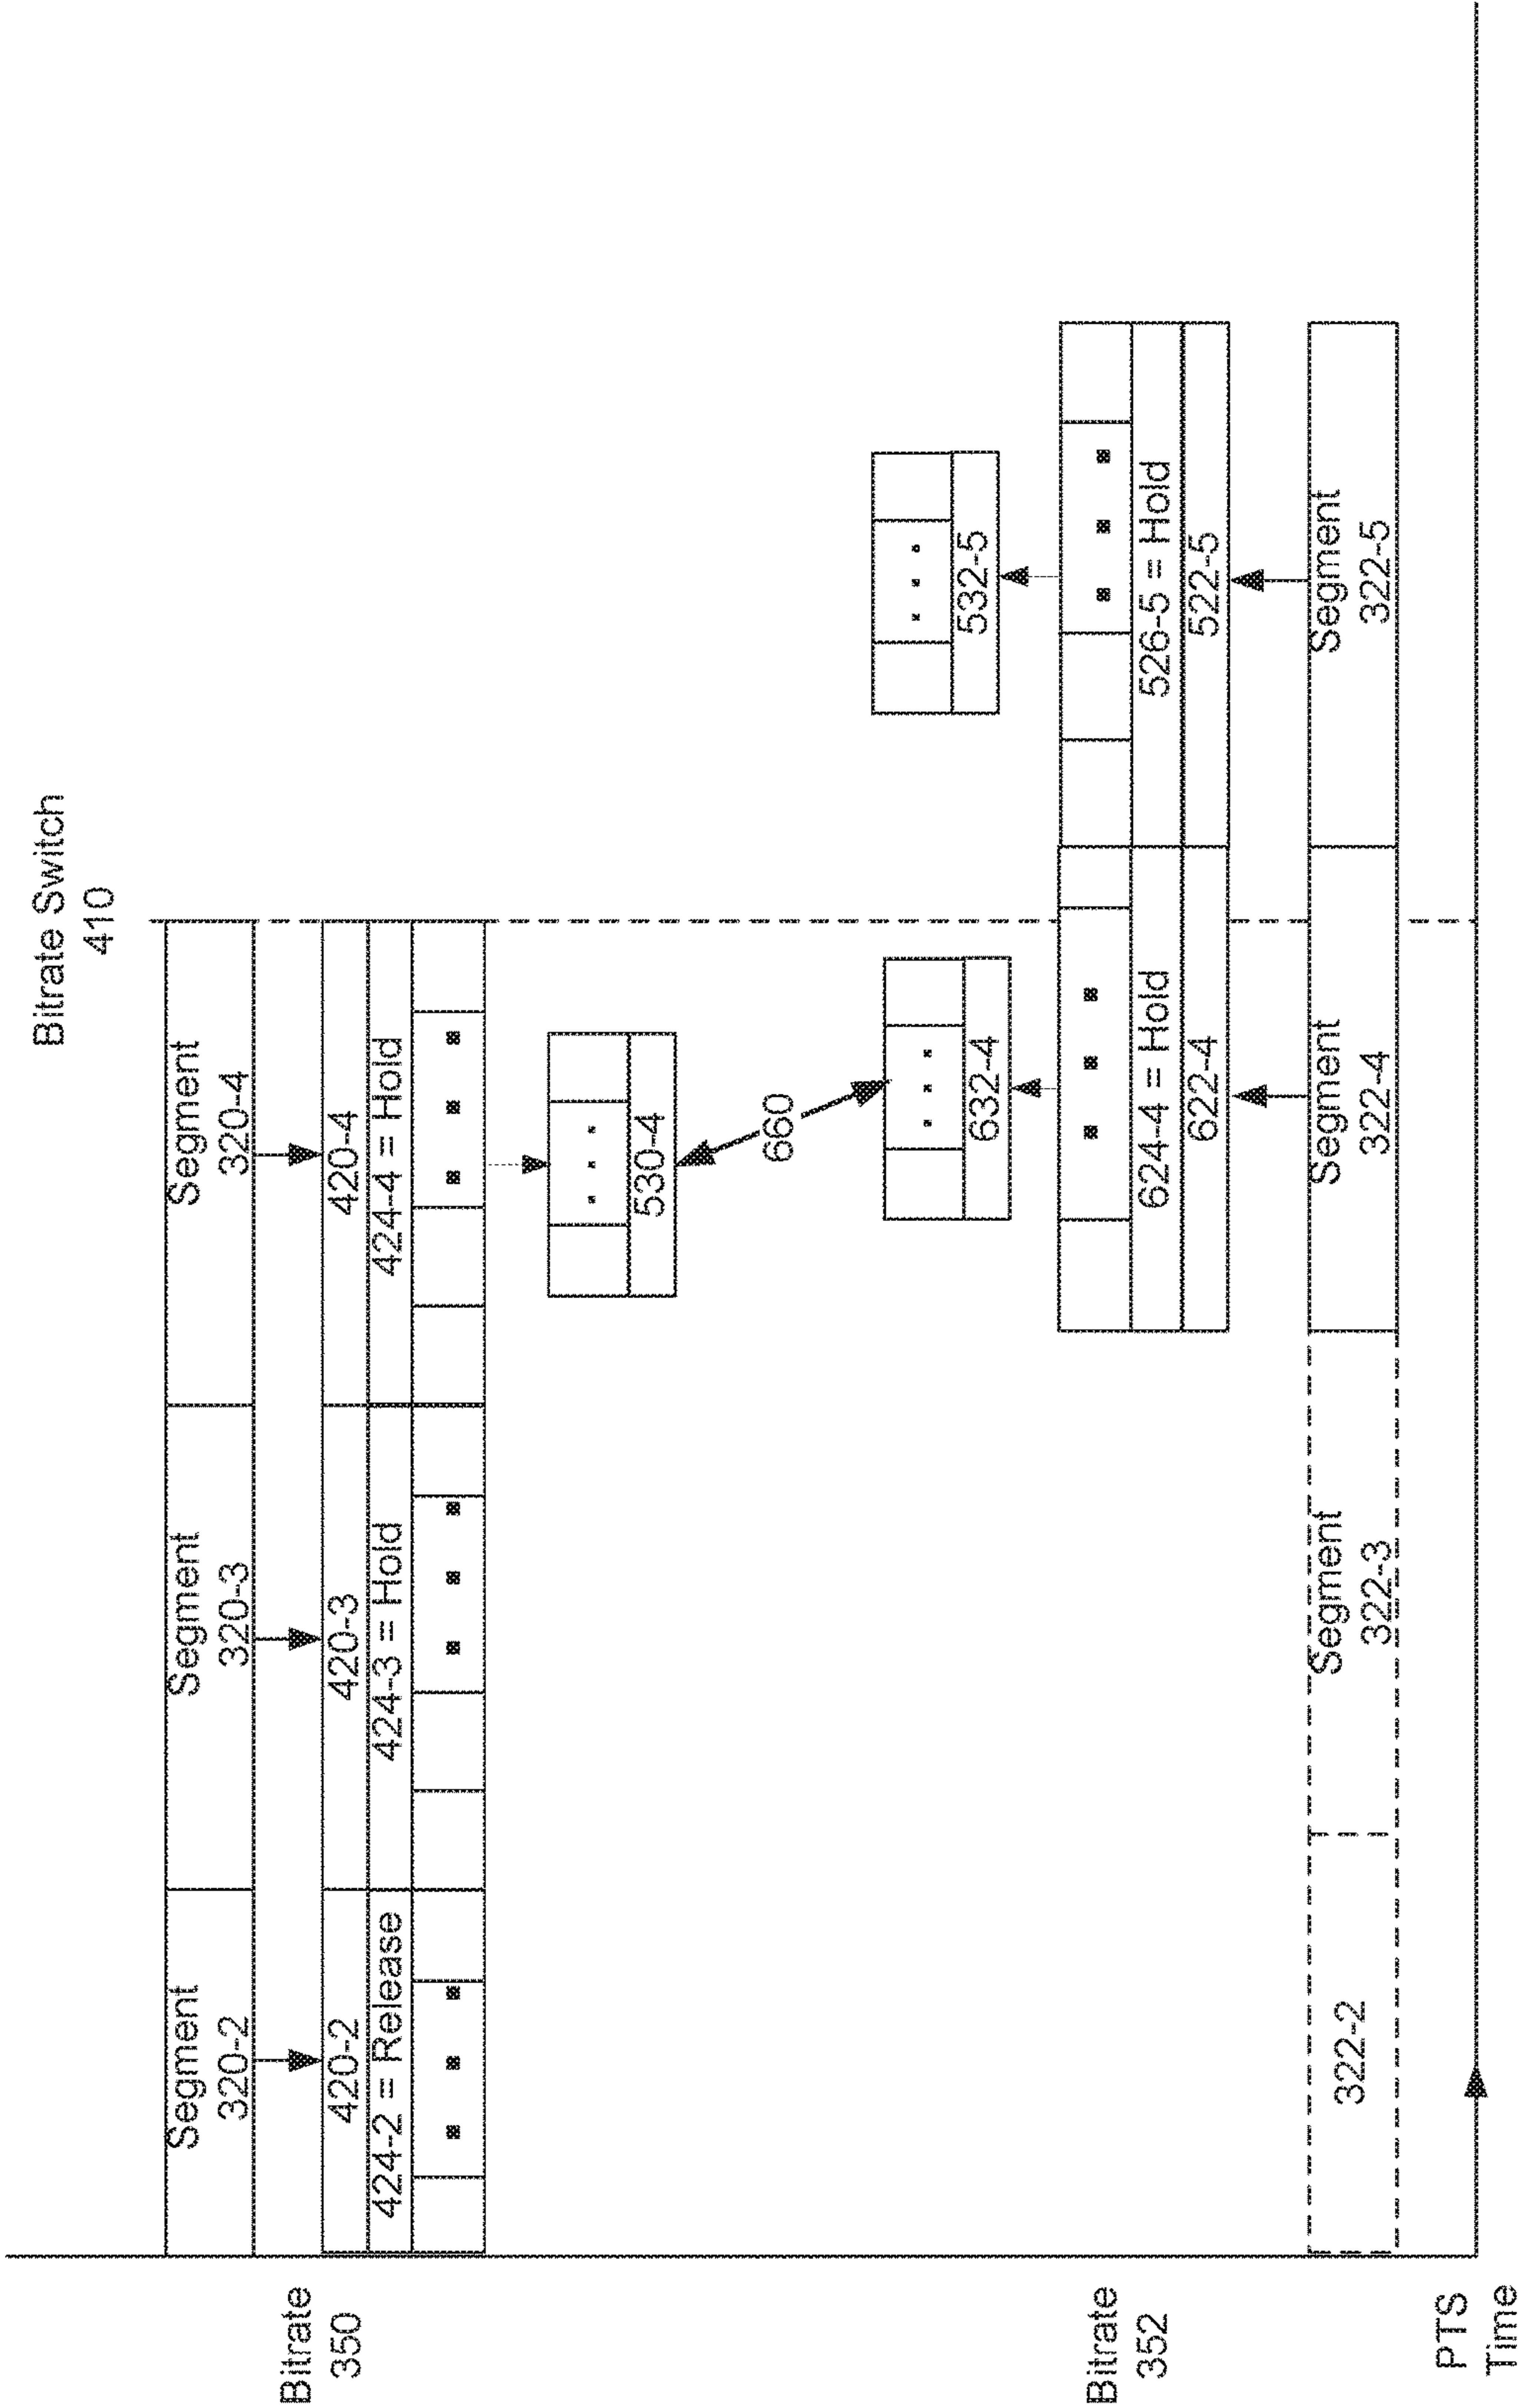 Bitrate Switch
410
Bitrate
350
Segment
320-2
Segment
320-3
Segment
320-4
420-2
420-3
420-4
424-2 = Release
424-3 = Hold
424-4 = Hold
530-4
660
632-4
532-5
Bitrate
352
624-4 = Hold
526-5 = Hold
622-4
522-5
322-2
Segment
322-3
Segment
322-4
Segment
322-5
PTS
Time